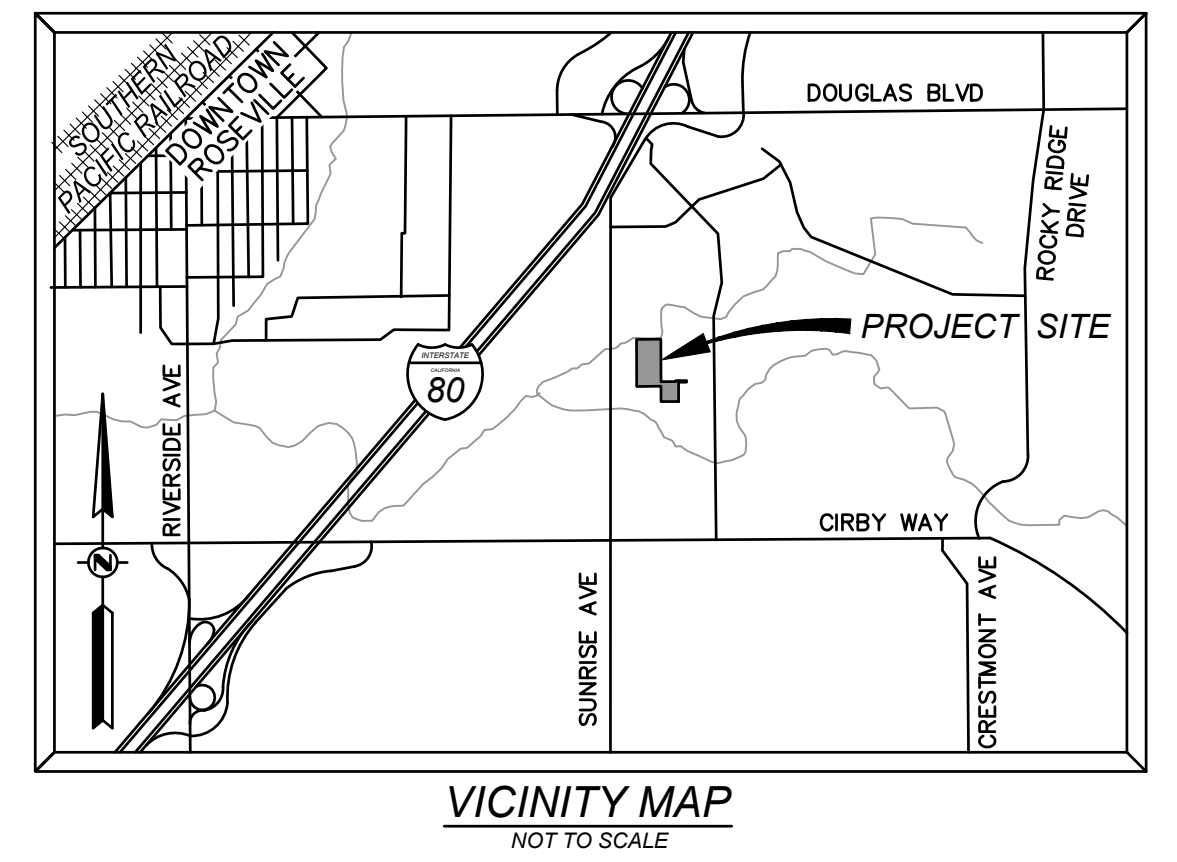 SOUTHERN
PACIFIC RAILROAD
DOWNTOWN
ROSEVILLE
DOUGLAS BLVD
ROCKY RIDGE
DRIVE
PROJECT SITE
INTERSTATE
CALIFORNIA
80
RIVERSIDE AVE
N
CIRBY WAY
SUNRISE AVE
CRESTMONT AVE
VICINITY MAP
NOT TO SCALE